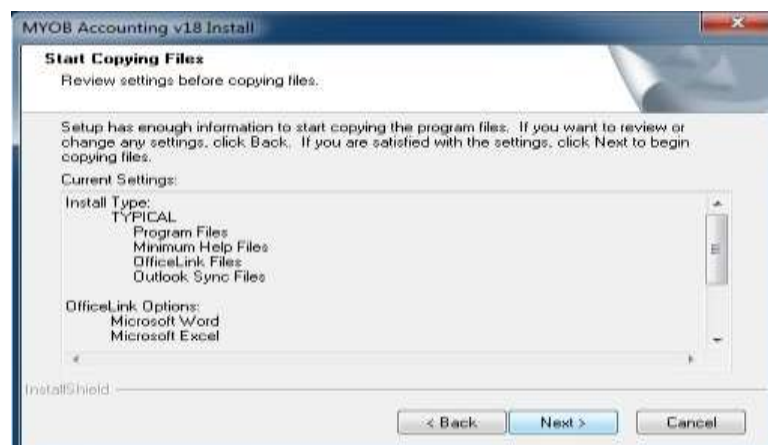 MYOB Accounting v18 Install
Start Copying Files
Review settings before copying files.
Setup has enough information to start copying the program files. If you want to review or
change any settings, click Back. If you are satisfied with the settings, click Next to begin
copying files.
Current Settings:
Install Type:
TYPICAL
Program Files
Minimum Help Files
OfficeLink Files
Outlook Sync Files
OfficeLink Options:
Microsoft Word
Microsoft Excel
InstallShield
< Back
Next >
Cancel